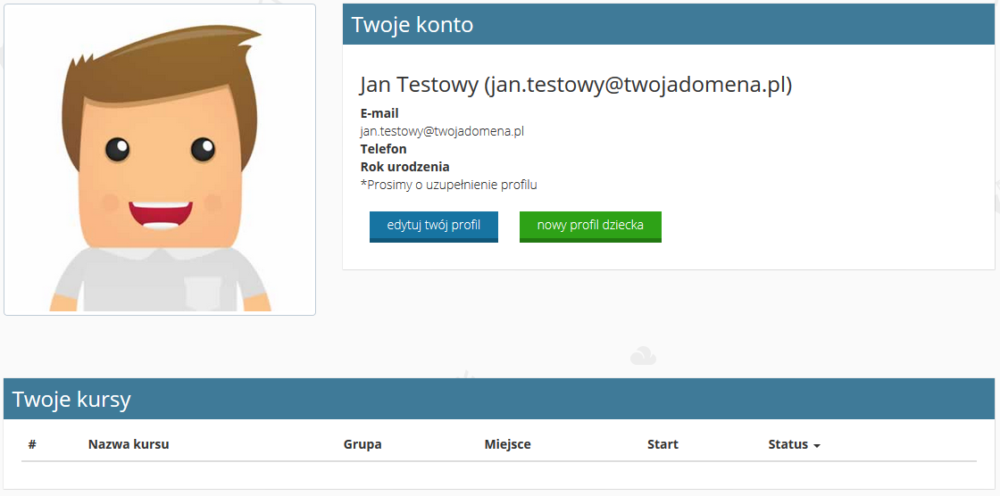 Twoje konto
Jan Testowy (jan.testowy@twojadomena.pl)
E-mail
jan.testowy@twojadomena.pl
Telefon
Rok urodzenia
*Prosimy o uzupełnienie profilu
edytuj twój profil nowy profil dziecka
Twoje kursy
# Nazwa kursu Grupa Miejsce Start Status